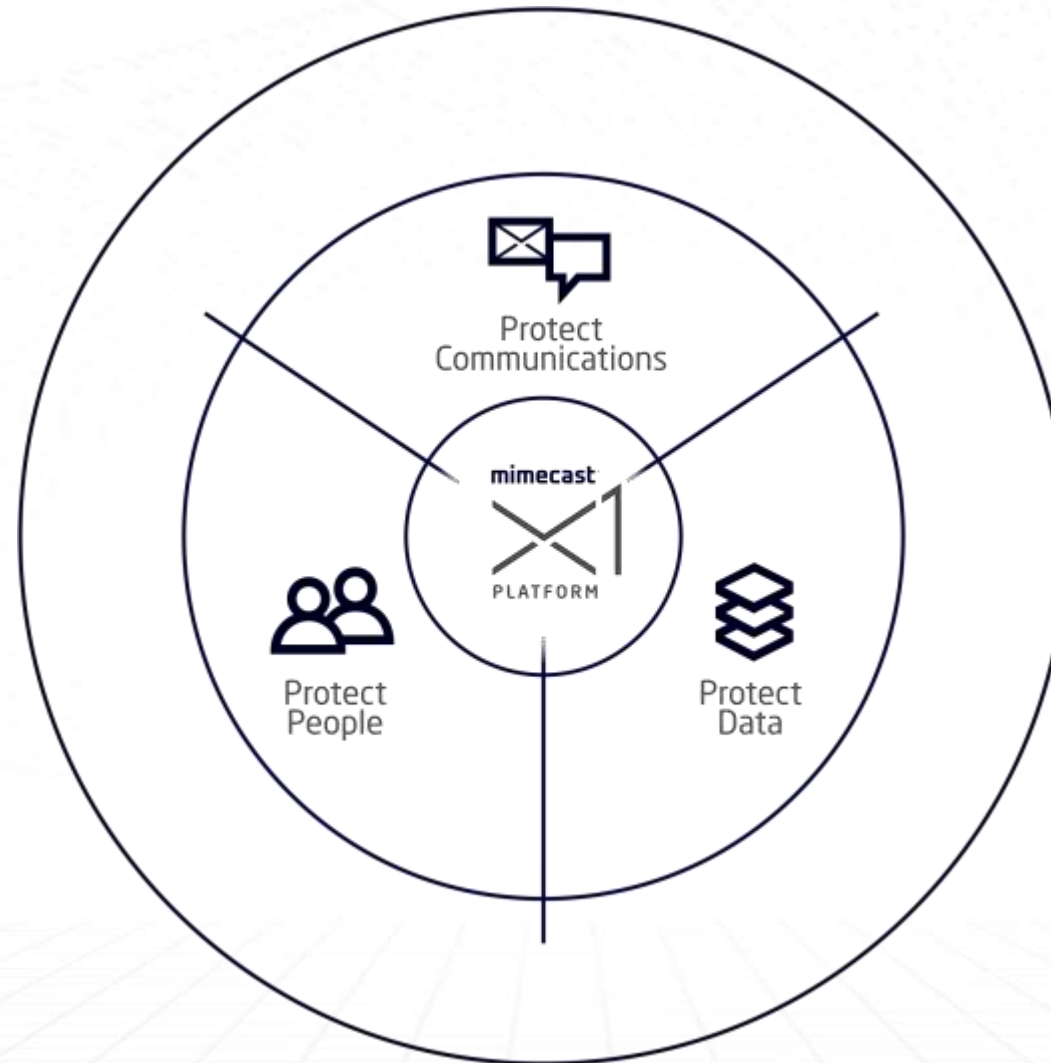 Protect
Communications
mimecast
X1
PLATFORM
Protect
People
Protect
Data